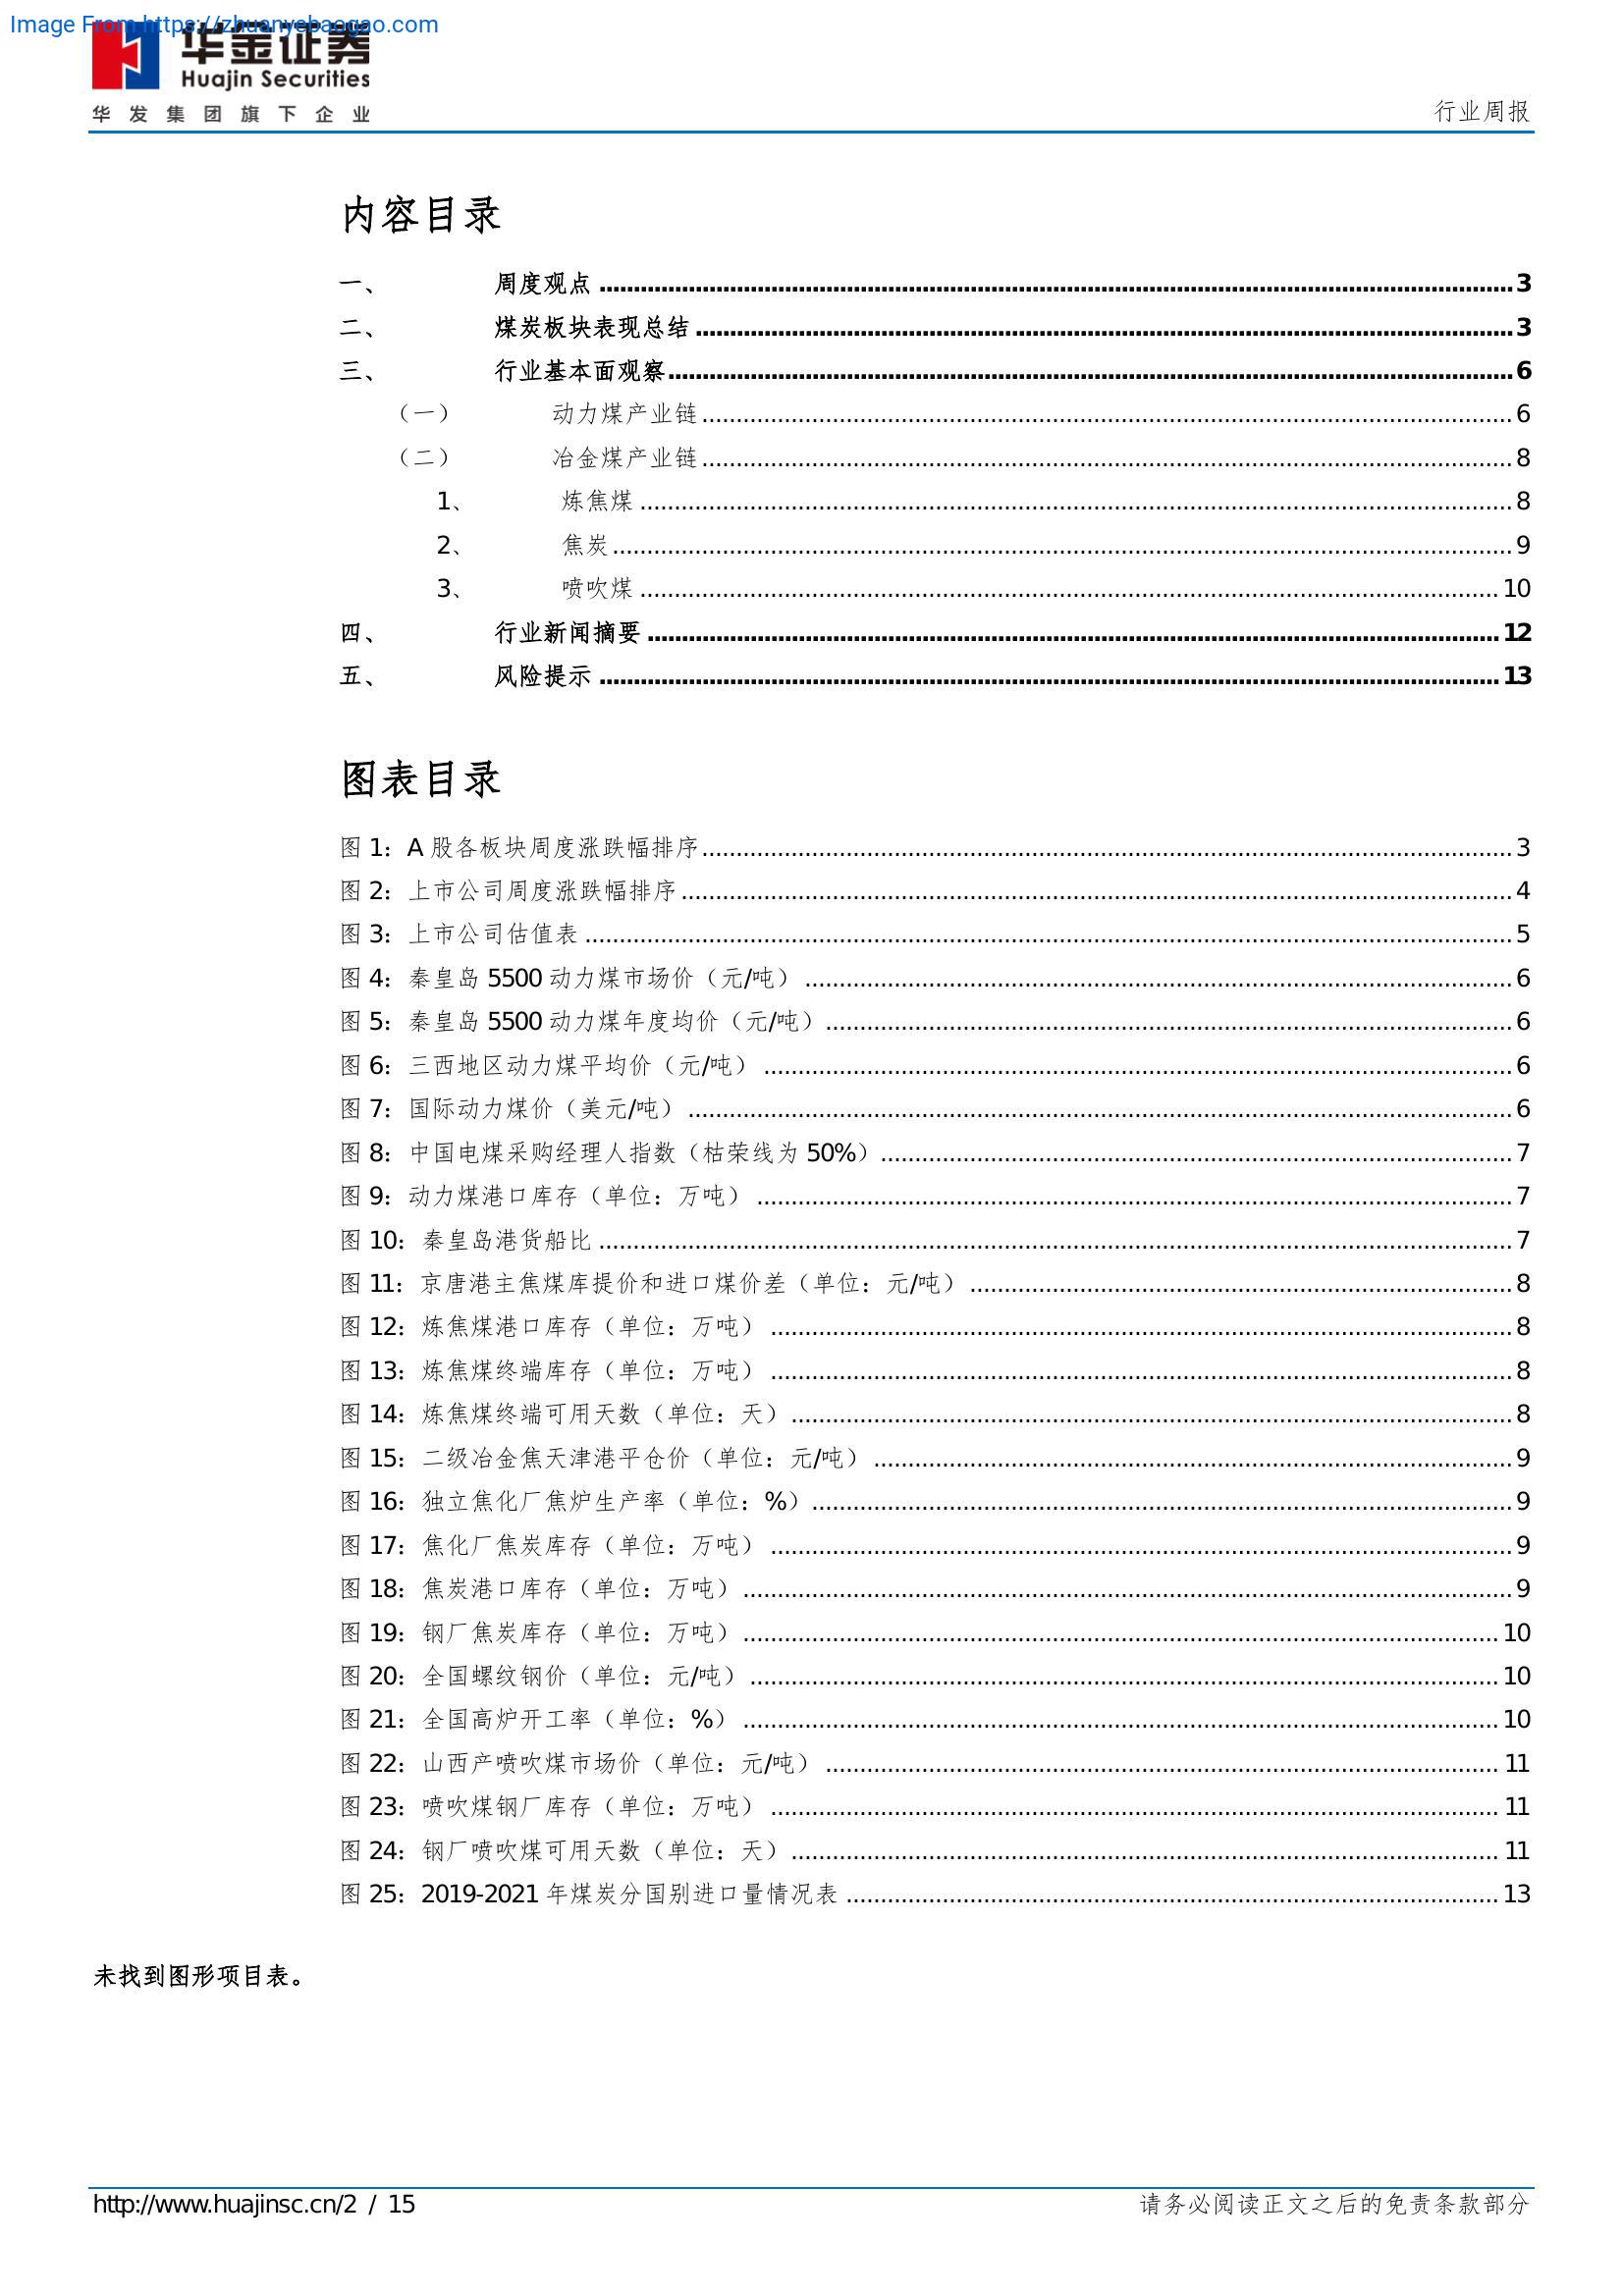 Image From https://zhuanyebaogao.com
华金证券
Huajin Securities
华发集团旗下企业
行业周报
内容目录
一、 周度观点 3
二、 煤炭板块表现总结 3
三、 行业基本面观察 6
（一） 动力煤产业链 6
（二） 冶金煤产业链 8
1、 炼焦煤 8
2、 焦炭 9
3、 喷吹煤 10
四、 行业新闻摘要 12
五、 风险提示 13
图表目录
图 1：A 股各板块周度涨跌幅排序 3
图 2：上市公司周度涨跌幅排序 4
图 3：上市公司估值表 5
图 4：秦皇岛 5500 动力煤市场价（元/吨） 6
图 5：秦皇岛 5500 动力煤年度均价（元/吨） 6
图 6：三西地区动力煤平均价（元/吨） 6
图 7：国际动力煤价（美元/吨） 6
图 8：中国电煤采购经理人指数（枯荣线为 50%） 7
图 9：动力煤港口库存（单位：万吨） 7
图 10：秦皇岛港货船比 7
图 11：京唐港主焦煤库提价和进口煤价差（单位：元/吨） 8
图 12：炼焦煤港口库存（单位：万吨） 8
图 13：炼焦煤终端库存（单位：万吨） 8
图 14：炼焦煤终端可用天数（单位：天） 8
图 15：二级冶金焦天津港平仓价（单位：元/吨） 9
图 16：独立焦化厂焦炉生产率（单位：%） 9
图 17：焦化厂焦炭库存（单位：万吨） 9
图 18：焦炭港口库存（单位：万吨） 9
图 19：钢厂焦炭库存（单位：万吨） 10
图 20：全国螺纹钢价（单位：元/吨） 10
图 21：全国高炉开工率（单位：%） 10
图 22：山西产喷吹煤市场价（单位：元/吨） 11
图 23：喷吹煤钢厂库存（单位：万吨） 11
图 24：钢厂喷吹煤可用天数（单位：天） 11
图 25：2019-2021 年煤炭分国别进口量情况表 13
未找到图形项目表。
http://www.huajinsc.cn/2 / 15
请务必阅读正文之后的免责条款部分